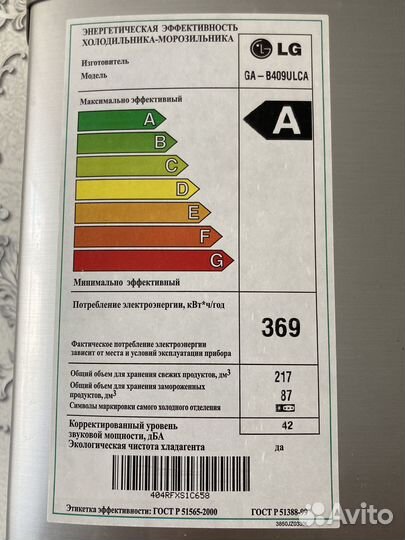 ЭНЕРГЕТИЧЕСКАЯ ЭФФЕКТИВНОСТЬ
ХОЛОДИЛЬНИКА-МОРОЗИЛЬНИКА
Изготовитель
Модель
LG
GA-B409ULCA
Максимально эффективный
A
B
C
D
E
F
G
A
Минимально эффективный
Потребление электроэнергии, кВт*ч/год
369
Фактическое потребление электроэнергии
зависит от места и условий эксплуатации прибора
Общий объем для хранения свежих продуктов, дм³
217
Общий объем для хранения замороженных
продуктов, дм³
87
Символы маркировки самого холодного отделения
Корректированный уровень
звуковой мощности, дБА
42
Экологическая чистота хладагента
да
404RFXS1C658
Этикетка эффективности: ГОСТ Р 51565-2000
ГОСТ Р 51388-99
Avito